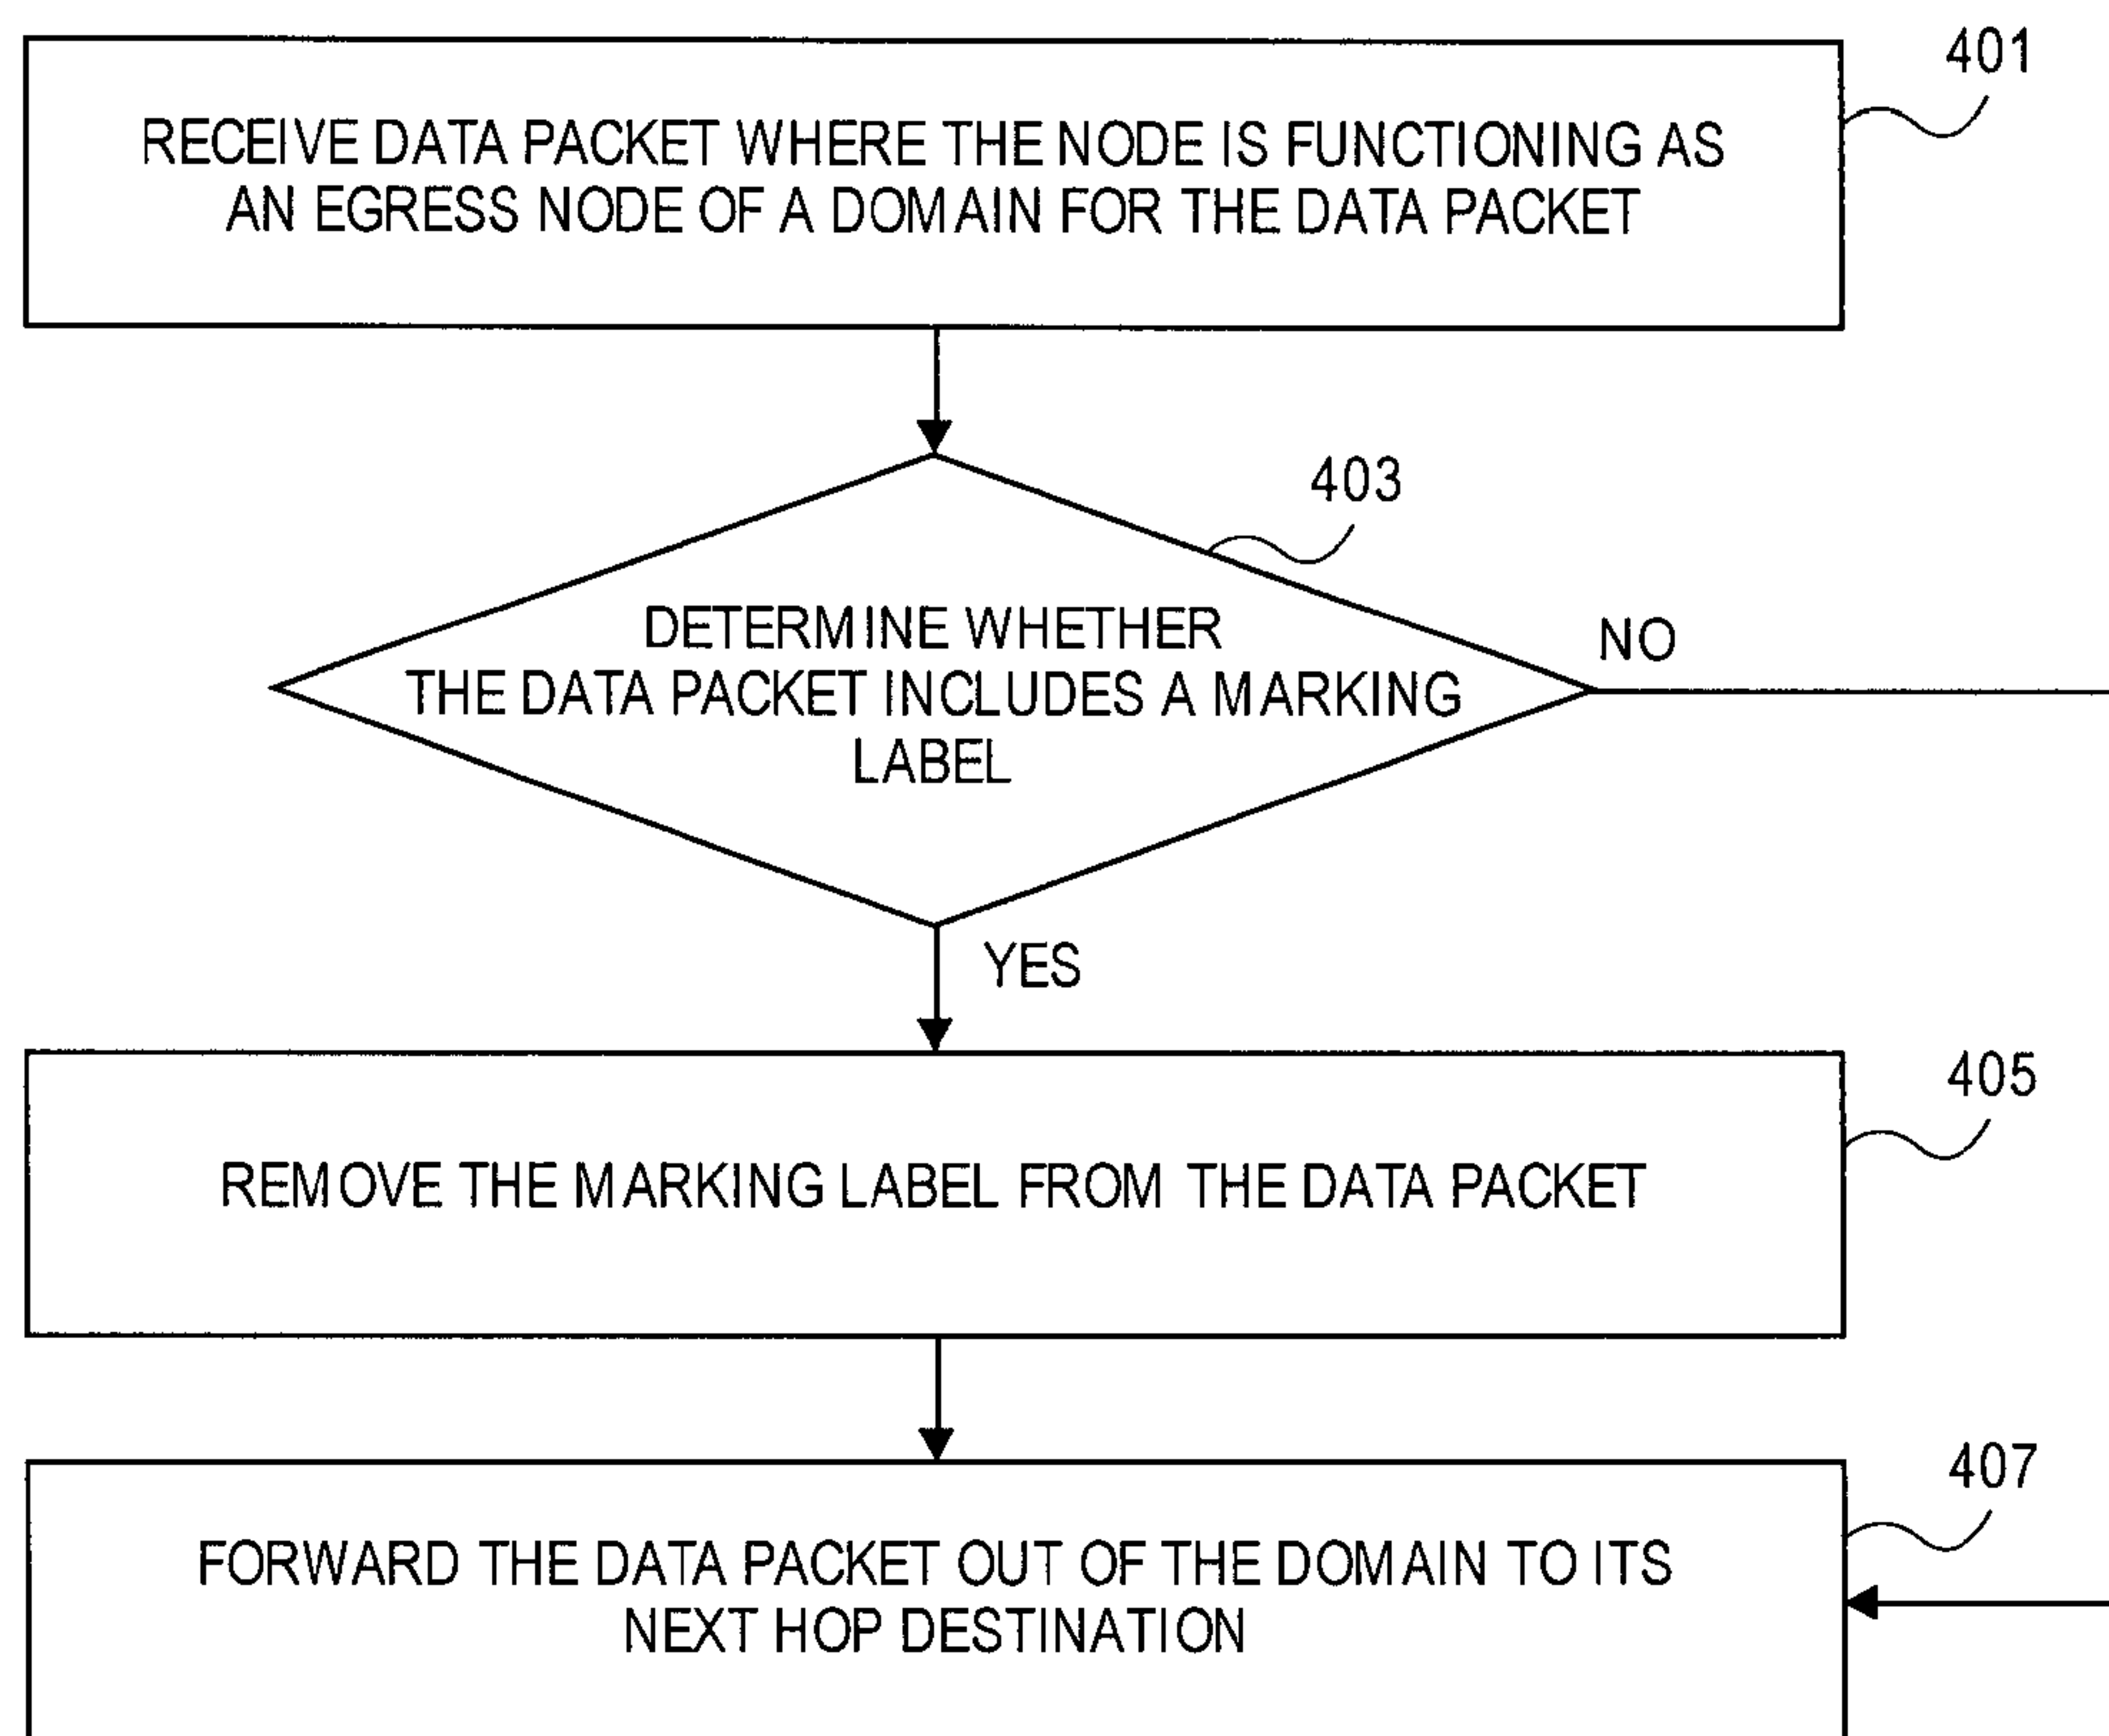 401
RECEIVE DATA PACKET WHERE THE NODE IS FUNCTIONING AS
AN EGRESS NODE OF A DOMAIN FOR THE DATA PACKET
403
DETERMINE WHETHER
THE DATA PACKET INCLUDES A MARKING
LABEL
NO
YES
405
REMOVE THE MARKING LABEL FROM THE DATA PACKET
407
FORWARD THE DATA PACKET OUT OF THE DOMAIN TO ITS
NEXT HOP DESTINATION